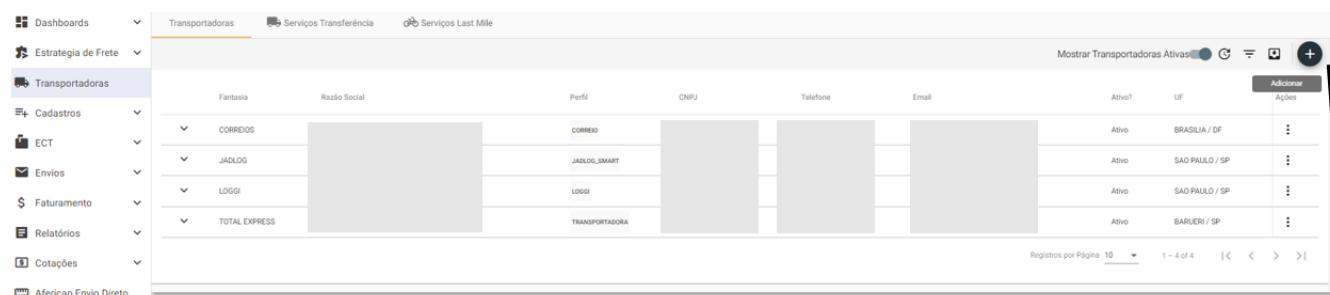 Dashboards
Estrategia de Frete
Transportadoras
Cadastros
ECT
Envios
$ Faturamento
Relatórios
Cotações
Afericao Envio Direto
Transportadoras Serviços Transferência Serviços Last Mile
Mostrar Transportadoras Ativas
Adicionar
Fantasia Razão Social Perfil CNPJ Telefone Email Ativo? UF Ações
CORREIOS CORREIO Ativo BRASILIA / DF
JADLOG JADLOG_SMART Ativo SAO PAULO / SP
LOGGI LOGGI Ativo SAO PAULO / SP
TOTAL EXPRESS TRANSPORTADORA Ativo BARUERI / SP
Registros por Página 10 1 – 4 of 4